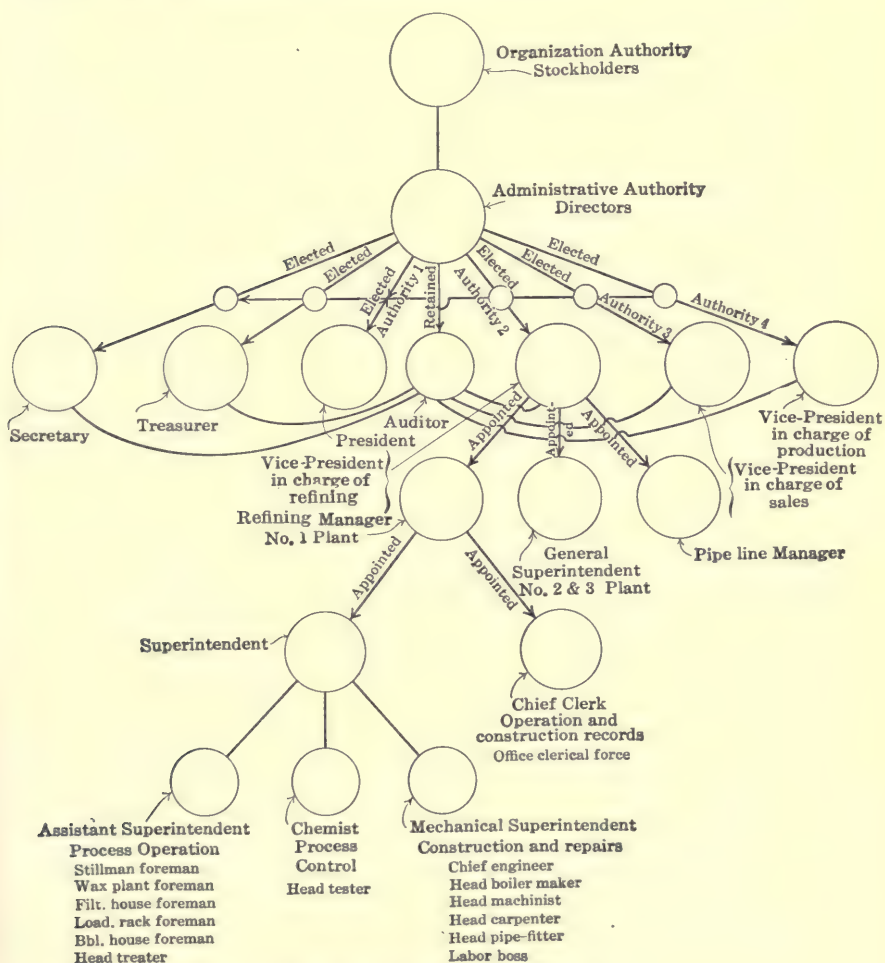 Organization Authority
Stockholders
Administrative Authority
Directors
Elected
Elected
Elected
Authority 1
Retained
Elected
Authority 2
Elected
Authority 3
Elected
Authority 4
Secretary
Treasurer
President
Auditor
Vice-President
in charge of
refining
Vice-President
in charge of
production
Vice-President
in charge of
sales
Appointed
Appoint-
ed
Appointed
Refining Manager
No. 1 Plant
General
Superintendent
No. 2 & 3 Plant
Pipe line Manager
Appointed
Appointed
Superintendent
Chief Clerk
Operation and
construction records
Office clerical force
Assistant Superintendent
Process Operation
Stillman foreman
Wax plant foreman
Filt. house foreman
Load. rack foreman
Bbl. house foreman
Head treater
Chemist
Process
Control
Head tester
Mechanical Superintendent
Construction and repairs
Chief engineer
Head boiler maker
Head machinist
Head carpenter
Head pipe-fitter
Labor boss